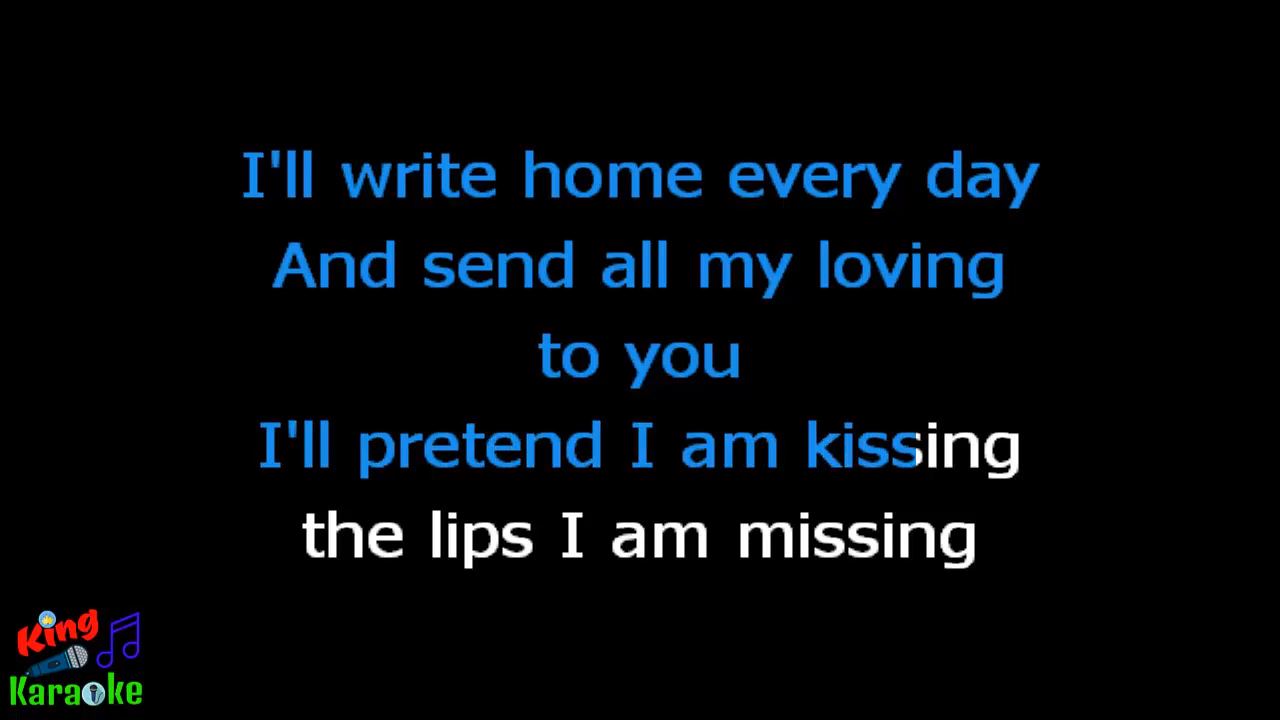 I'll write home every day
And send all my loving
to you
I'll pretend I am kissing
the lips I am missing
King
Karaoke